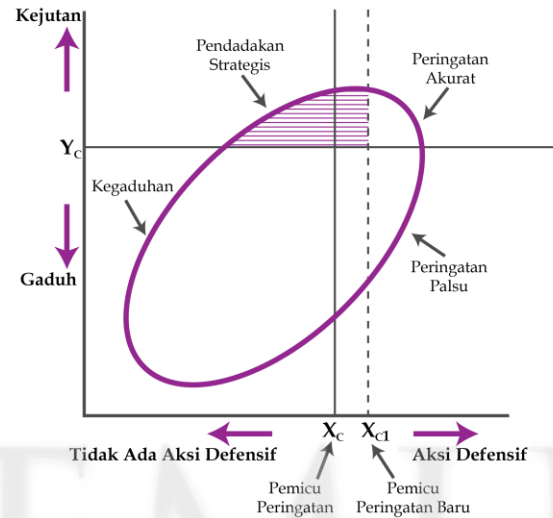 Kejutan
Pendadakan
Strategis
Peringatan
Akurat
Yc
Kegaduhan
Gaduh
Peringatan
Palsu
Xc
Xc1
Tidak Ada Aksi Defensif
Aksi Defensif
Pemicu
Peringatan
Pemicu
Peringatan Baru